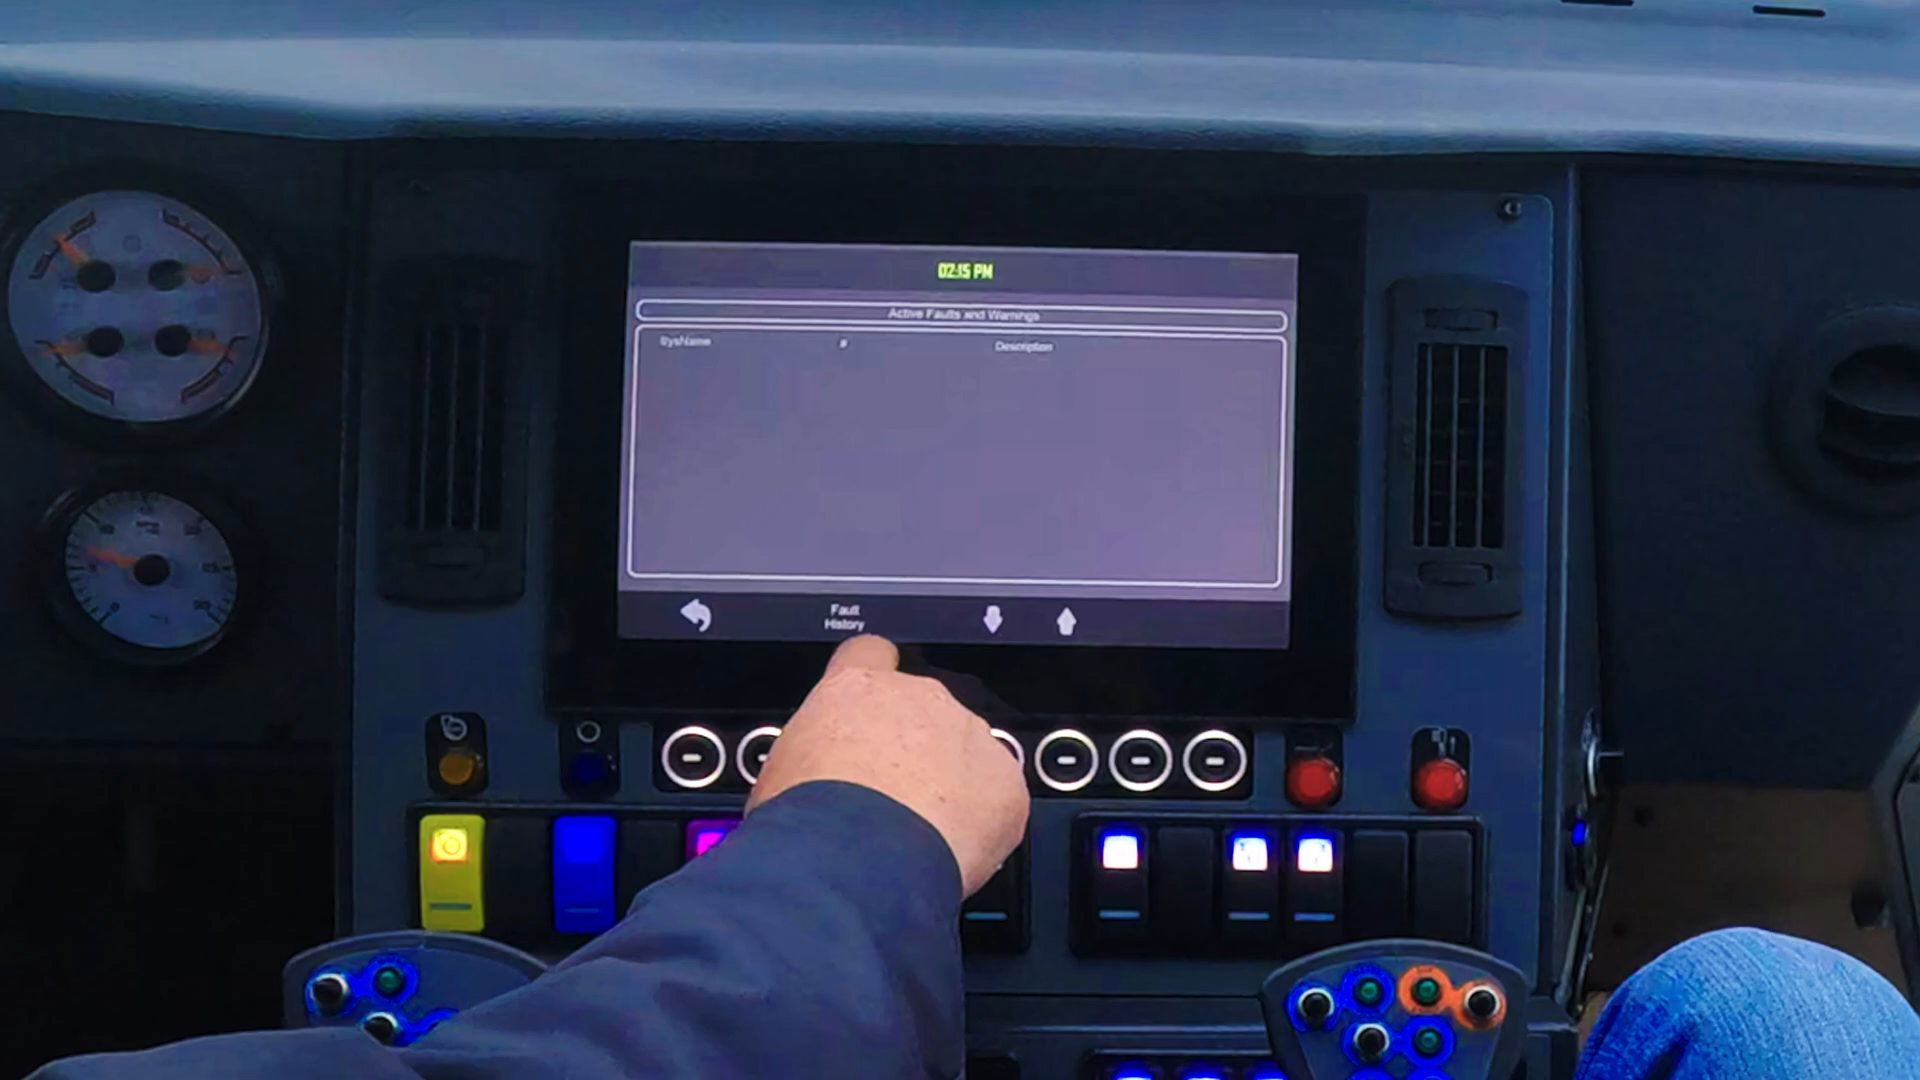 02:15 PM
Active Faults and Warnings
SysName # Description
Fault
History